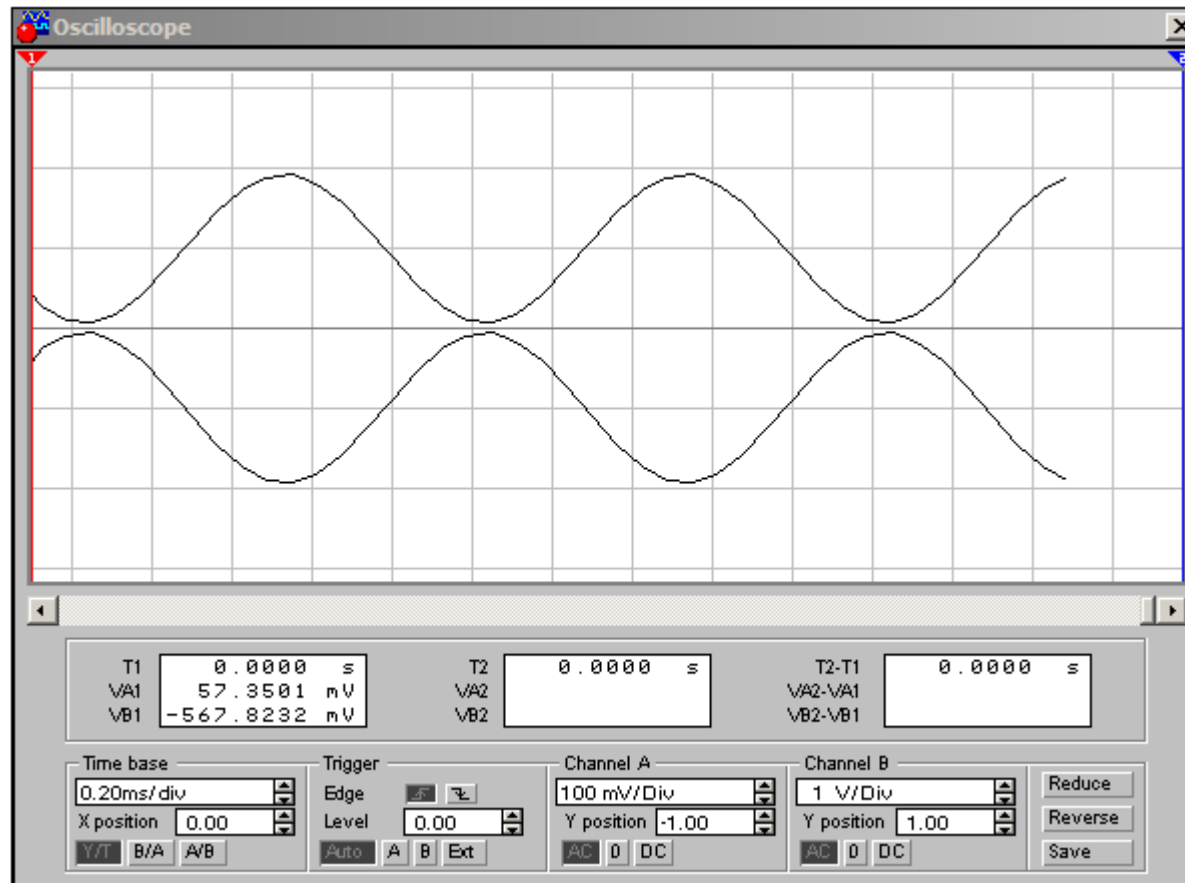 Oscilloscope
1
2
T1 0.0000 s
VA1 57.3501 mV
VB1 -567.8232 mV
T2 0.0000 s
VA2
VB2
T2-T1 0.0000 s
VA2-VA1
VB2-VB1
Time base
0.20ms/div
X position 0.00
Y/T B/A A/B
Trigger
Edge
Level 0.00
Auto A B Ext
Channel A
100 mV/Div
Y position -1.00
AC 0 DC
Channel B
1 V/Div
Y position 1.00
AC 0 DC
Reduce
Reverse
Save